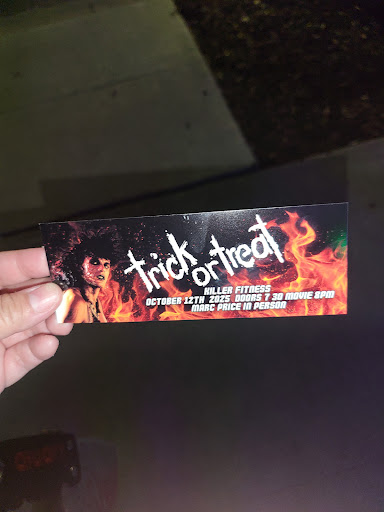 trick
or treat
KILLER FITNESS
OCTOBER 12TH 2025 DOORS 7 30 MOVIE 8PM
MARC PRICE IN PERSON